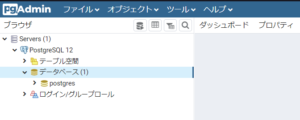 pgAdmin ファイル オブジェクト ツール ヘルプ
ブラウザ ダッシュボード プロパティ
Servers (1)
PostgreSQL 12
テーブル空間
データベース (1)
postgres
ログイン/グループロール